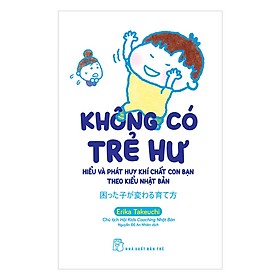 KHÔNG CÓ
TRẺ HƯ
HIỂU VÀ PHÁT HUY KHÍ CHẤT CON BẠN
THEO KIỂU NHẬT BẢN
困った子が変わる育て方
Erika Takeuchi
Chủ tịch Hội Kids Coaching Nhật Bản
Nguyễn Đỗ An Nhiên dịch
NHÀ XUẤT BẢN TRẺ